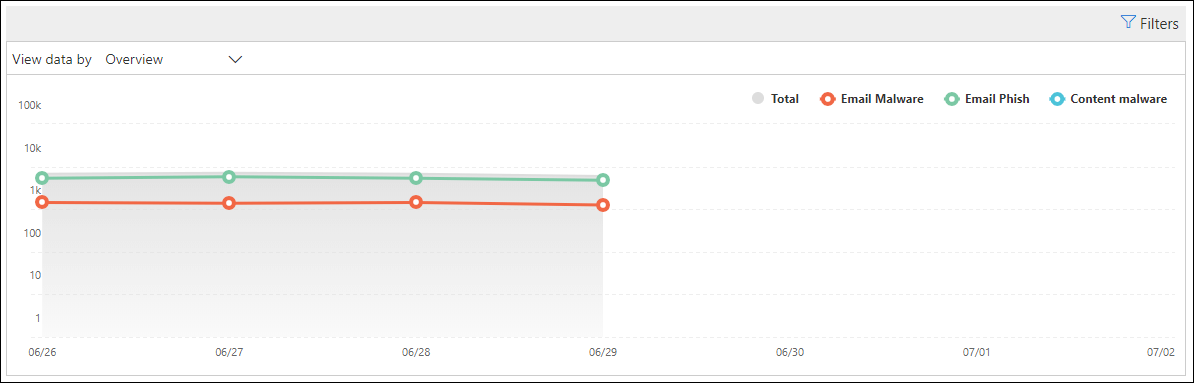 Filters
View data by Overview
Total Email Malware Email Phish Content malware
100k
10k
1k
100
10
1
06/26 06/27 06/28 06/29 06/30 07/01 07/02